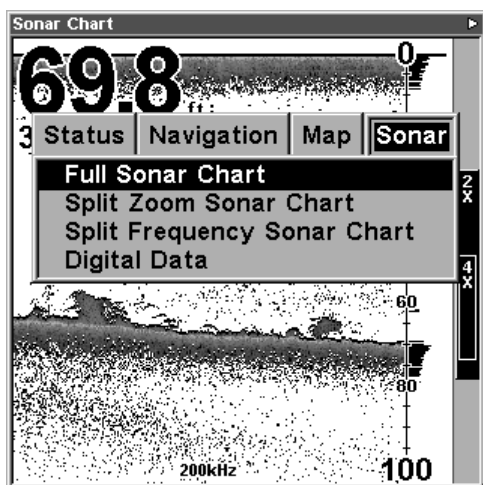 Sonar Chart
0
69.8
ft
3
Status Navigation Map Sonar
Full Sonar Chart
Split Zoom Sonar Chart
Split Frequency Sonar Chart
Digital Data
2x
4x
60
80
200kHz
100